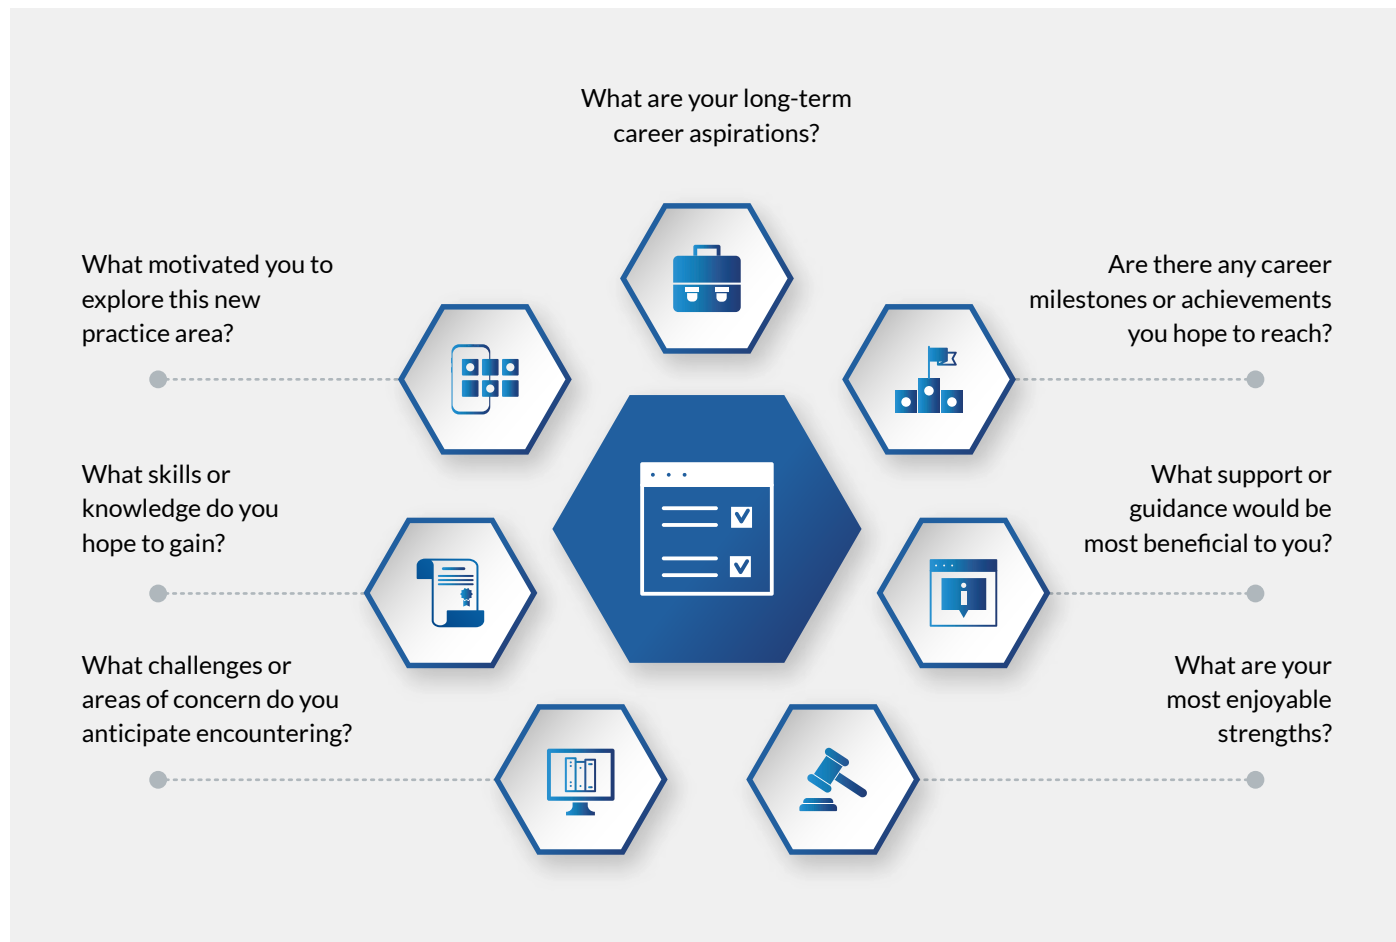 What are your long-term
career aspirations?
What motivated you to
explore this new
practice area?
Are there any career
milestones or achievements
you hope to reach?
What skills or
knowledge do you
hope to gain?
What support or
guidance would be
most beneficial to you?
What challenges or
areas of concern do you
anticipate encountering?
What are your
most enjoyable
strengths?